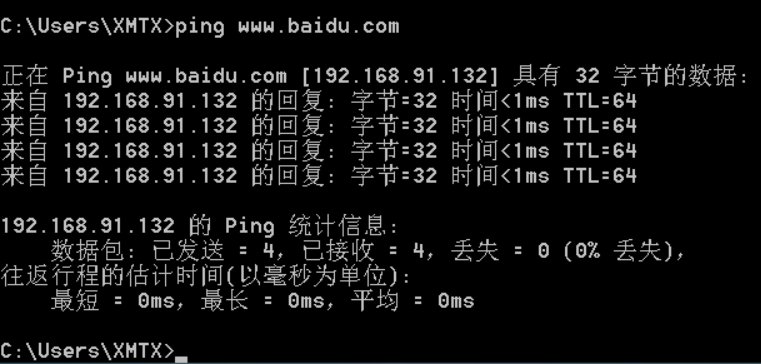 C:\Users\XMTX>ping www.baidu.com
正在 Ping www.baidu.com [192.168.91.132] 具有 32 字节的数据:
来自 192.168.91.132 的回复: 字节=32 时间<1ms TTL=64
来自 192.168.91.132 的回复: 字节=32 时间<1ms TTL=64
来自 192.168.91.132 的回复: 字节=32 时间<1ms TTL=64
来自 192.168.91.132 的回复: 字节=32 时间<1ms TTL=64
192.168.91.132 的 Ping 统计信息:
数据包: 已发送 = 4，已接收 = 4，丢失 = 0 (0% 丢失)，
往返行程的估计时间(以毫秒为单位):
最短 = 0ms，最长 = 0ms，平均 = 0ms
C:\Users\XMTX>